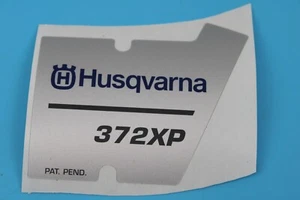 Husqvarna
372XP
PAT. PEND.